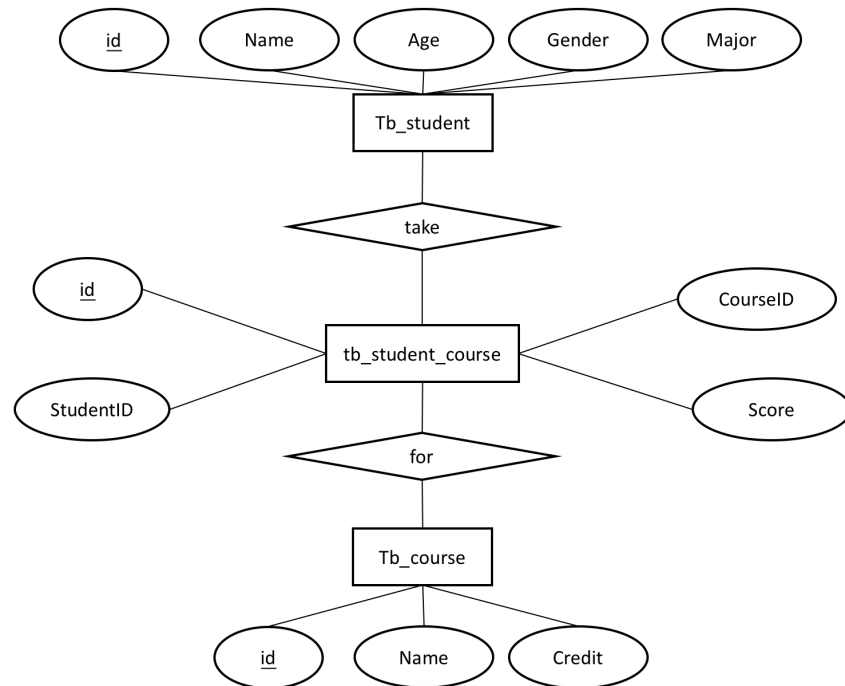 id
Name
Age
Gender
Major
Tb_student
take
id
CourseID
tb_student_course
StudentID
Score
for
Tb_course
id
Name
Credit